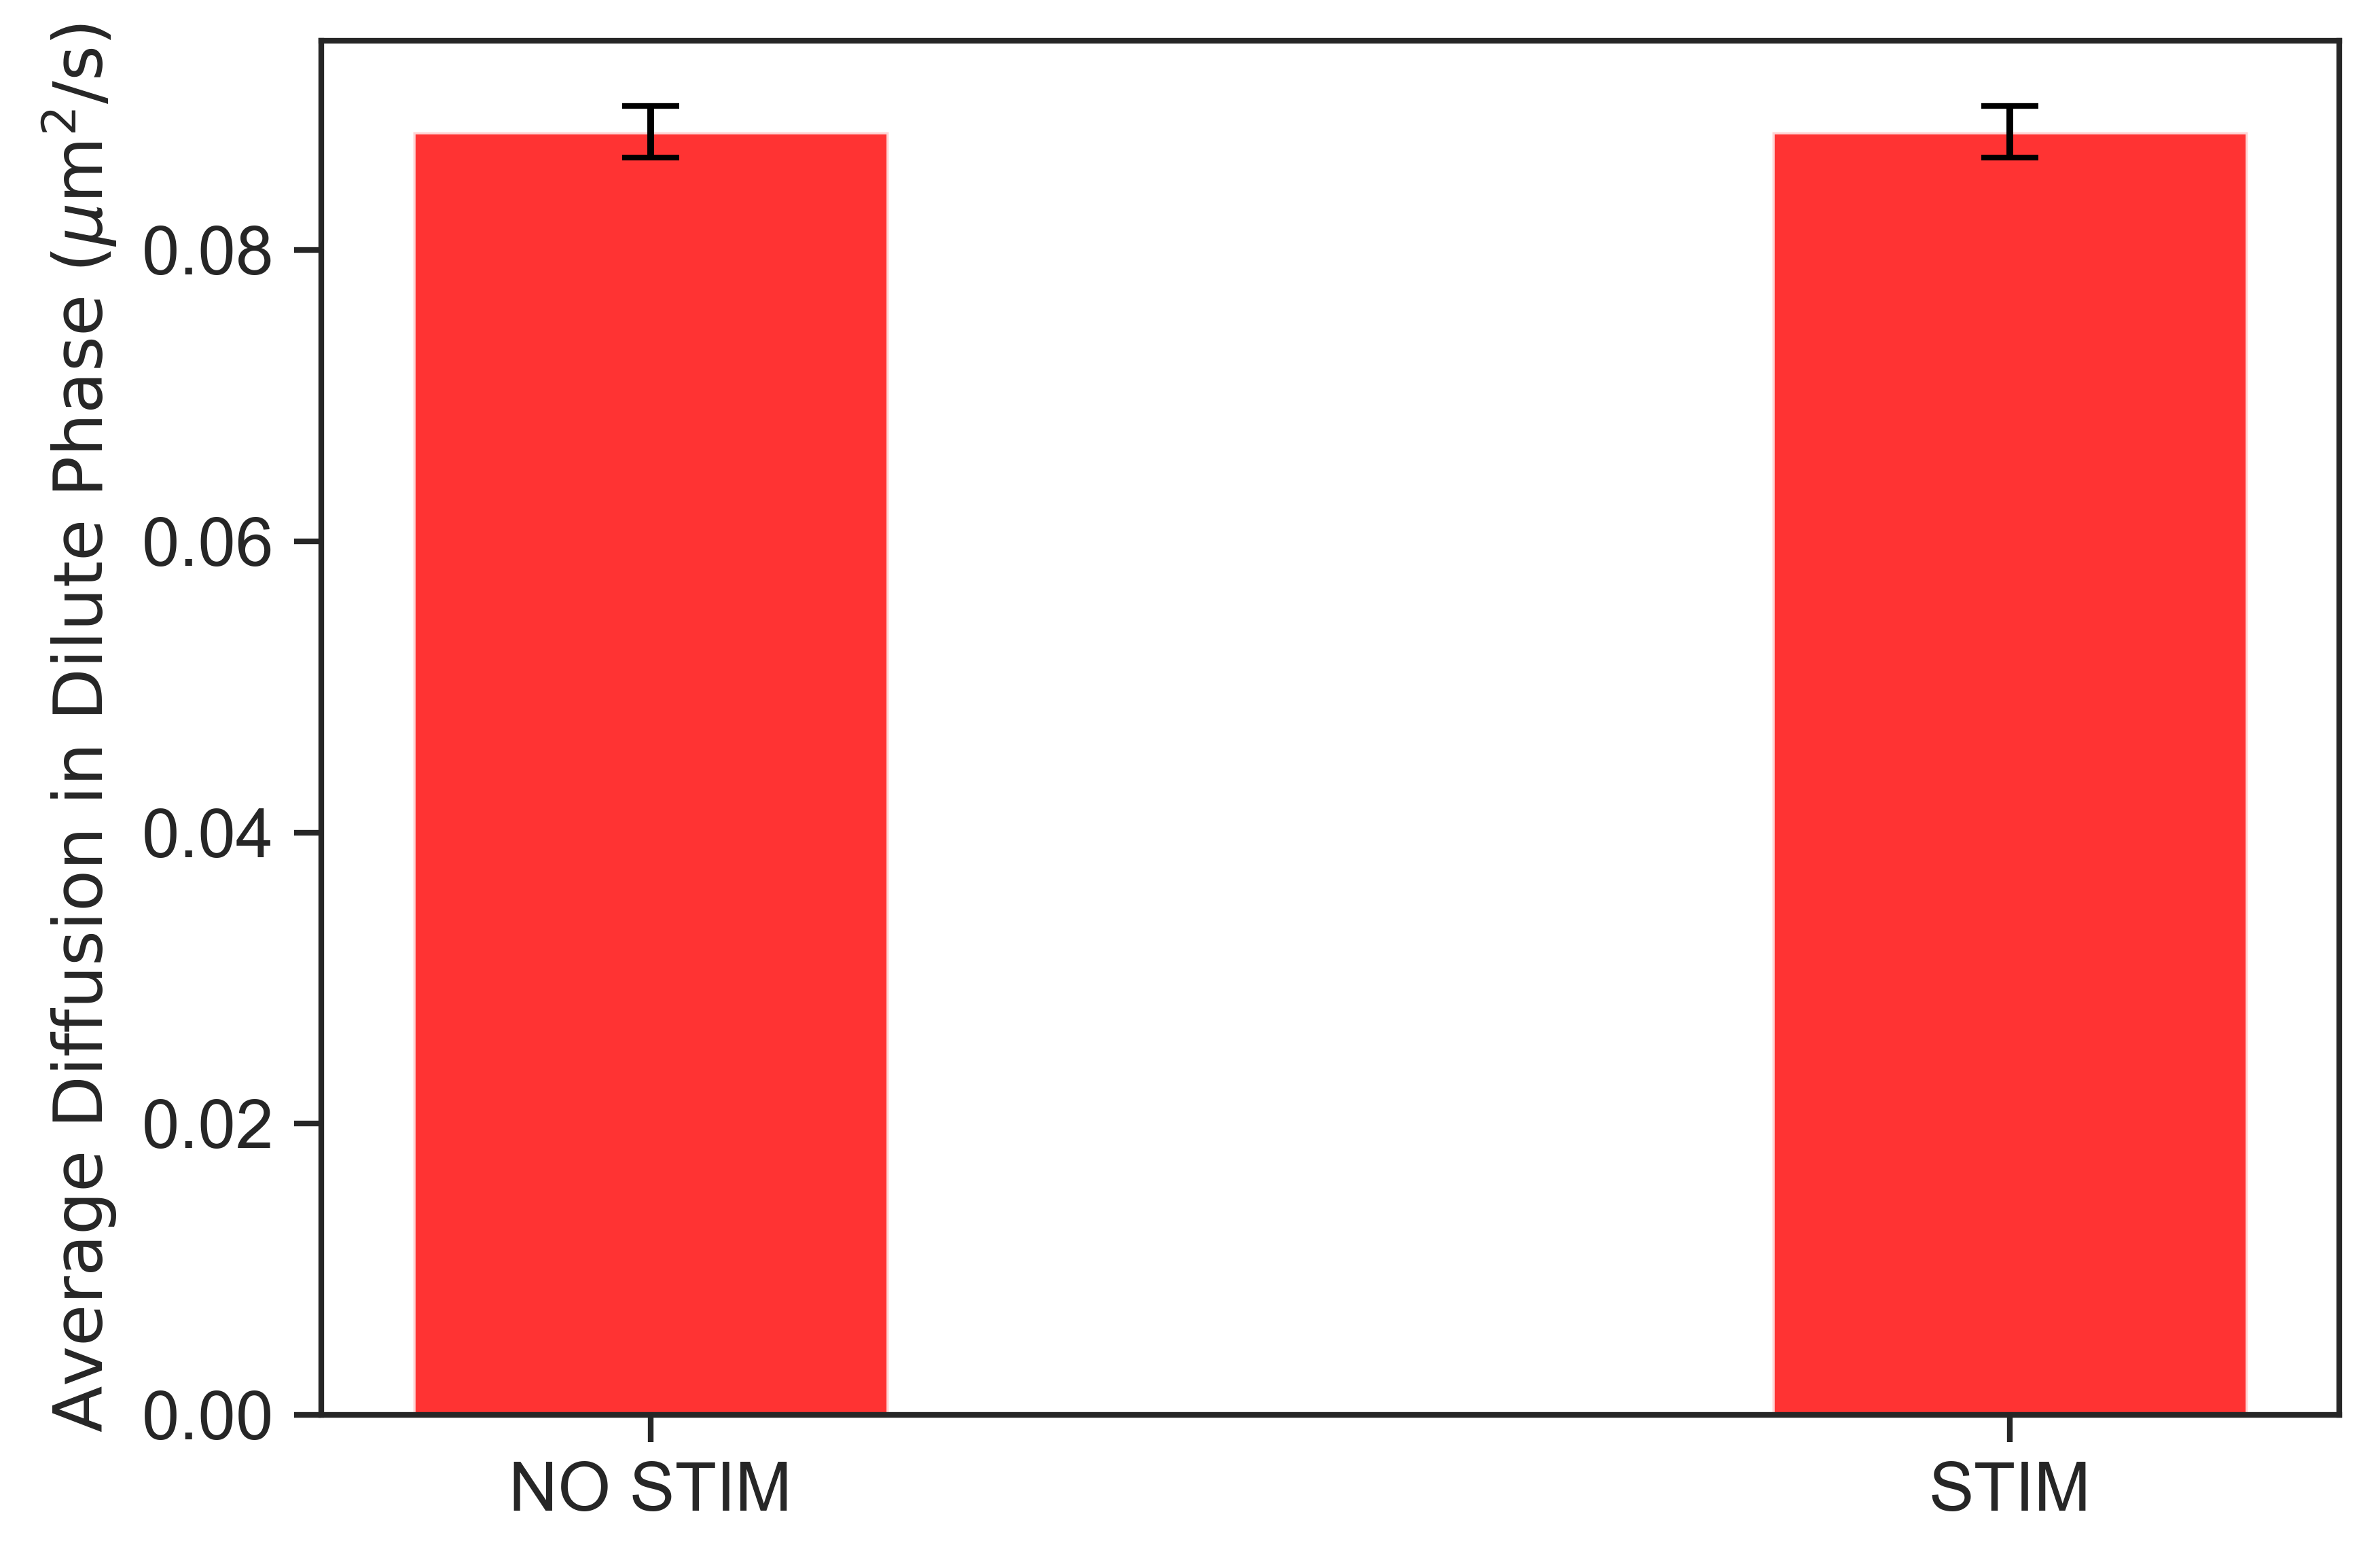 Average Diffusion in Dilute Phase (μm²/s)
0.08
0.06
0.04
0.02
0.00
NO STIM
STIM